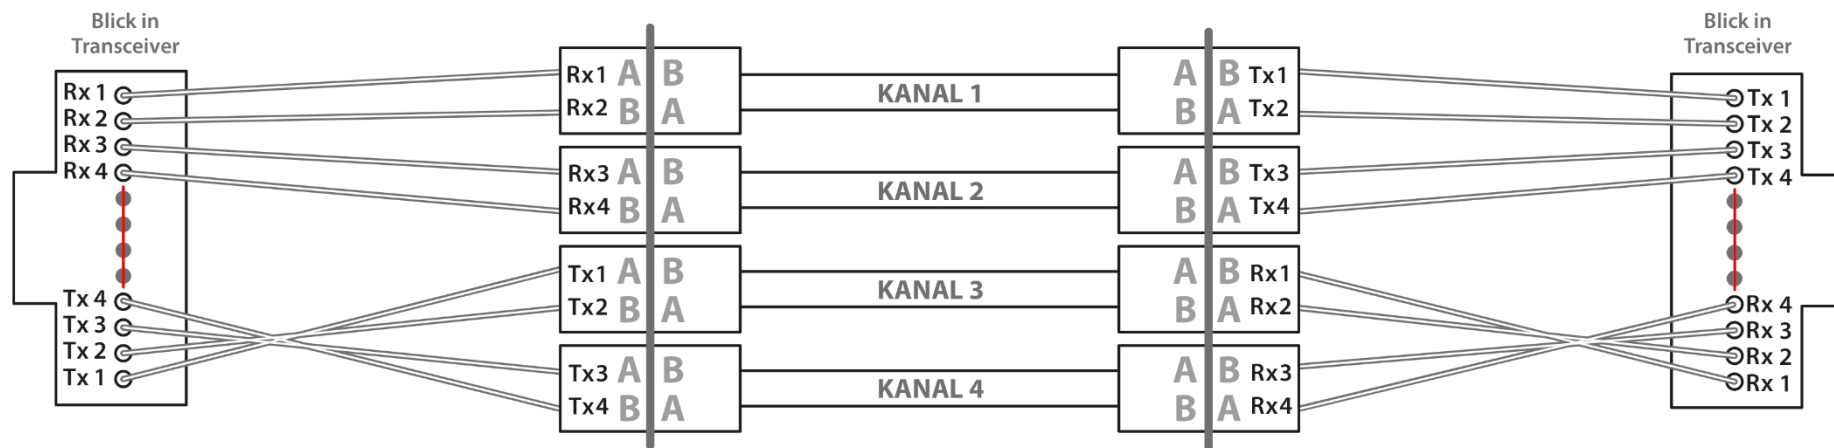 Blick in
Transceiver
Rx 1
Rx 2
Rx 3
Rx 4
Tx 4
Tx 3
Tx 2
Tx 1
Rx1 A B
Rx2 B A
KANAL 1
A B Tx1
B A Tx2
Rx3 A B
Rx4 B A
KANAL 2
A B Tx3
B A Tx4
Tx1 A B
Tx2 B A
KANAL 3
A B Rx1
B A Rx2
Tx3 A B
Tx4 B A
KANAL 4
A B Rx3
B A Rx4
Blick in
Transceiver
Tx 1
Tx 2
Tx 3
Tx 4
Rx 4
Rx 3
Rx 2
Rx 1